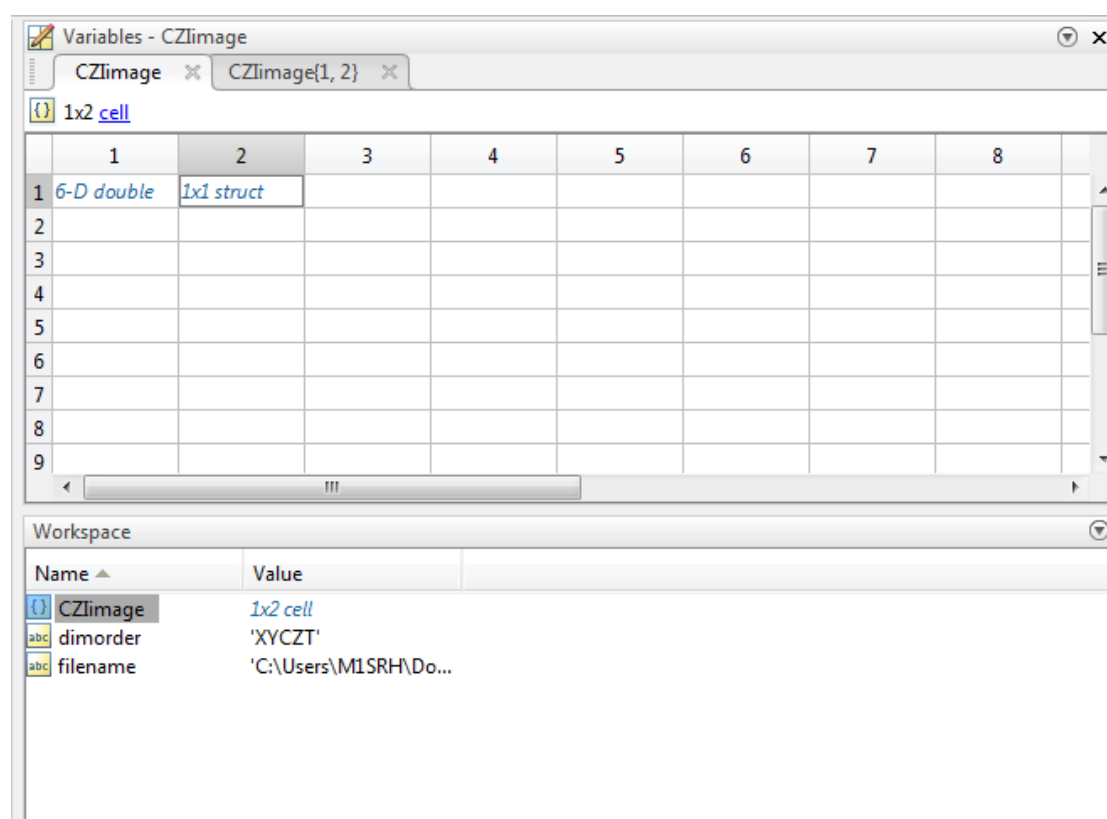 Variables - CZIimage
CZIimage CZIimage{1, 2}
{} 1x2 cell
1 2 3 4 5 6 7 8
1 6-D double 1x1 struct
2
3
4
5
6
7
8
9
Workspace
Name Value
{} CZIimage 1x2 cell
abc dimorder 'XYCZT'
abc filename 'C:\Users\M1SRH\Do...